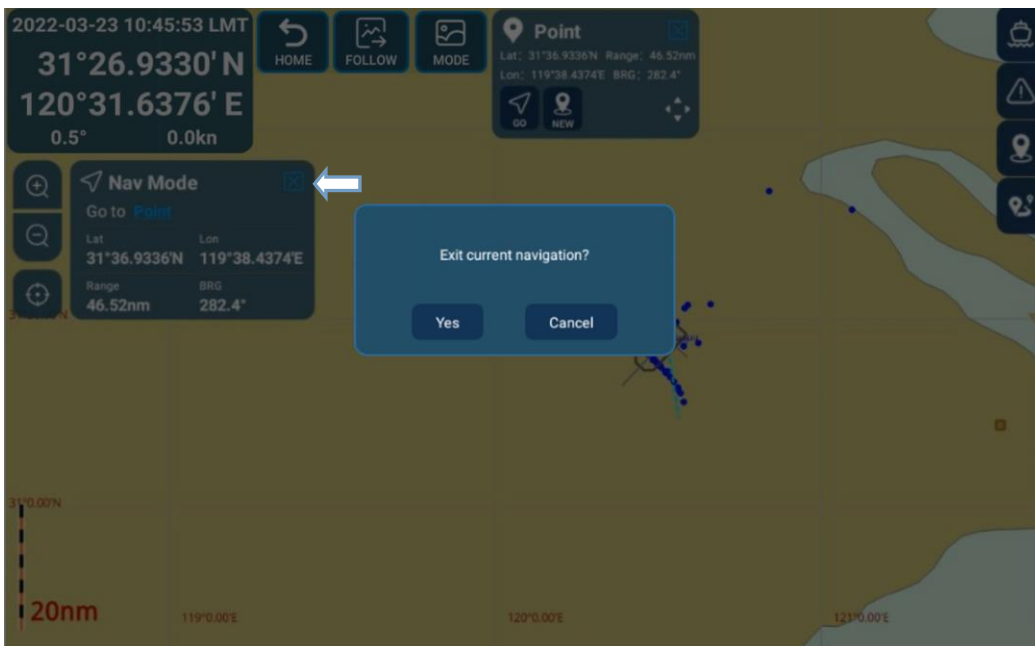 2022-03-23 10:45:53 LMT
31°26.9330' N
120°31.6376' E
0.5° 0.0kn
HOME
FOLLOW
MODE
Point
Lat: 31°36.9336'N Range: 46.52nm
Lon: 119°38.4374'E BRG: 282.4°
GO NEW
Nav Mode
Go to Point
Lat Lon
31°36.9336'N 119°38.4374'E
Range BRG
46.52nm 282.4°
Exit current navigation?
Yes Cancel
31°0.00'N
20nm
119°0.00'E
120°0.00'E
121°0.00'E